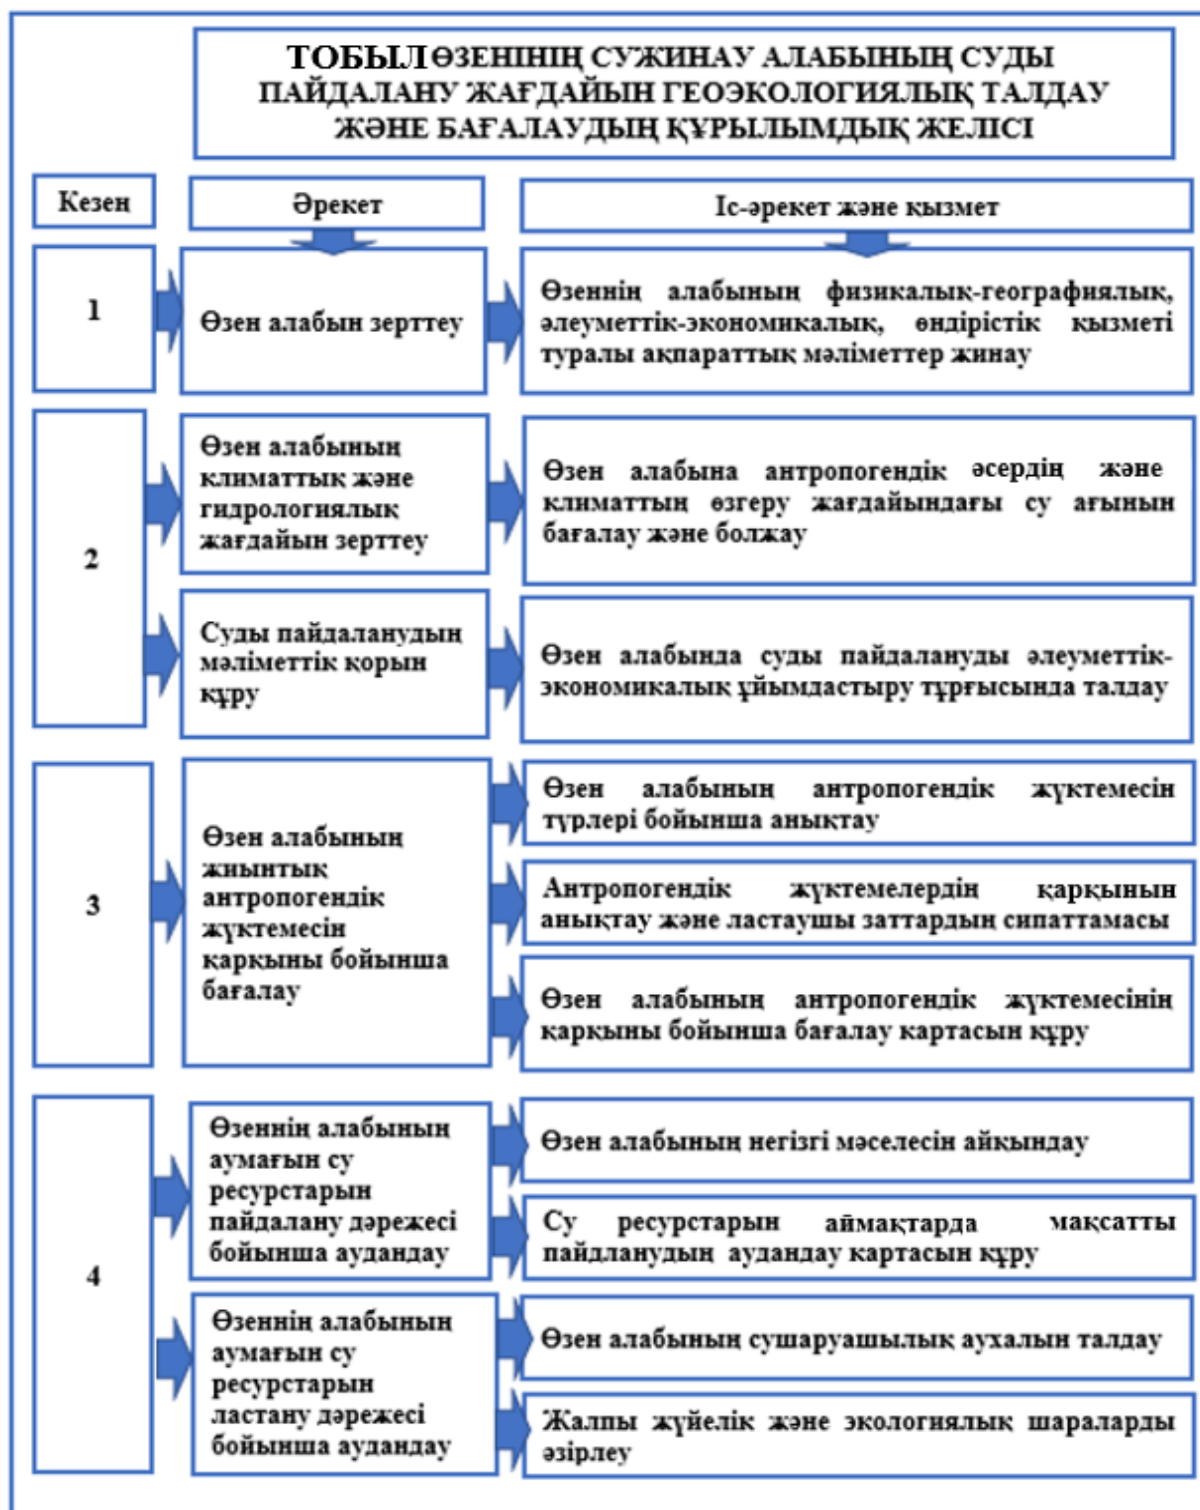 ТОБЫЛ ӨЗЕНІНІҢ СУЖИНАУ АЛАБЫНЫҢ СУДЫ
ПАЙДАЛАНУ ЖАҒДАЙЫН ГЕОЭКОЛОГИЯЛЫҚ ТАЛДАУ
ЖӘНЕ БАҒАЛАУДЫҢ ҚҰРЫЛЫМДЫҚ ЖЕЛІСІ
Кезең
Әрекет
Іс-әрекет және қызмет
1
Өзен алабын зерттеу
Өзеннің алабының физикалық-географиялық,
әлеуметтік-экономикалық, өндірістік қызметі
туралы ақпараттық мәліметтер жинау
2
Өзен алабының
климаттық және
гидрологиялық
жағдайын зерттеу
Өзен алабына антропогендік әсердің және
климаттың өзгеру жағдайындағы су ағынын
бағалау және болжау
Суды пайдаланудың
мәліметтік қорын
құру
Өзен алабында суды пайдалануды әлеуметтік-
экономикалық ұйымдастыру тұрғысында талдау
3
Өзен алабының
жиынтық
антропогендік
жүктемесін
қарқыны бойынша
бағалау
Өзен алабының антропогендік жүктемесін
түрлері бойынша анықтау
Антропогендік жүктемелердің қарқынын
анықтау және ластаушы заттардың сипаттамасы
Өзен алабының антропогендік жүктемесінің
қарқыны бойынша бағалау картасын құру
4
Өзеннің алабының
аумағын су
ресурстарын
пайдалану дәрежесі
бойынша аудандау
Өзен алабының негізгі мәселесін айқындау
Су ресурстарын аймақтарда мақсатты
пайдланудың аудандау картасын құру
Өзеннің алабының
аумағын су
ресурстарын
ластану дәрежесі
бойынша аудандау
Өзен алабының сушаруашылық аухалын талдау
Жалпы жүйелік және экологиялық шараларды
әзірлеу